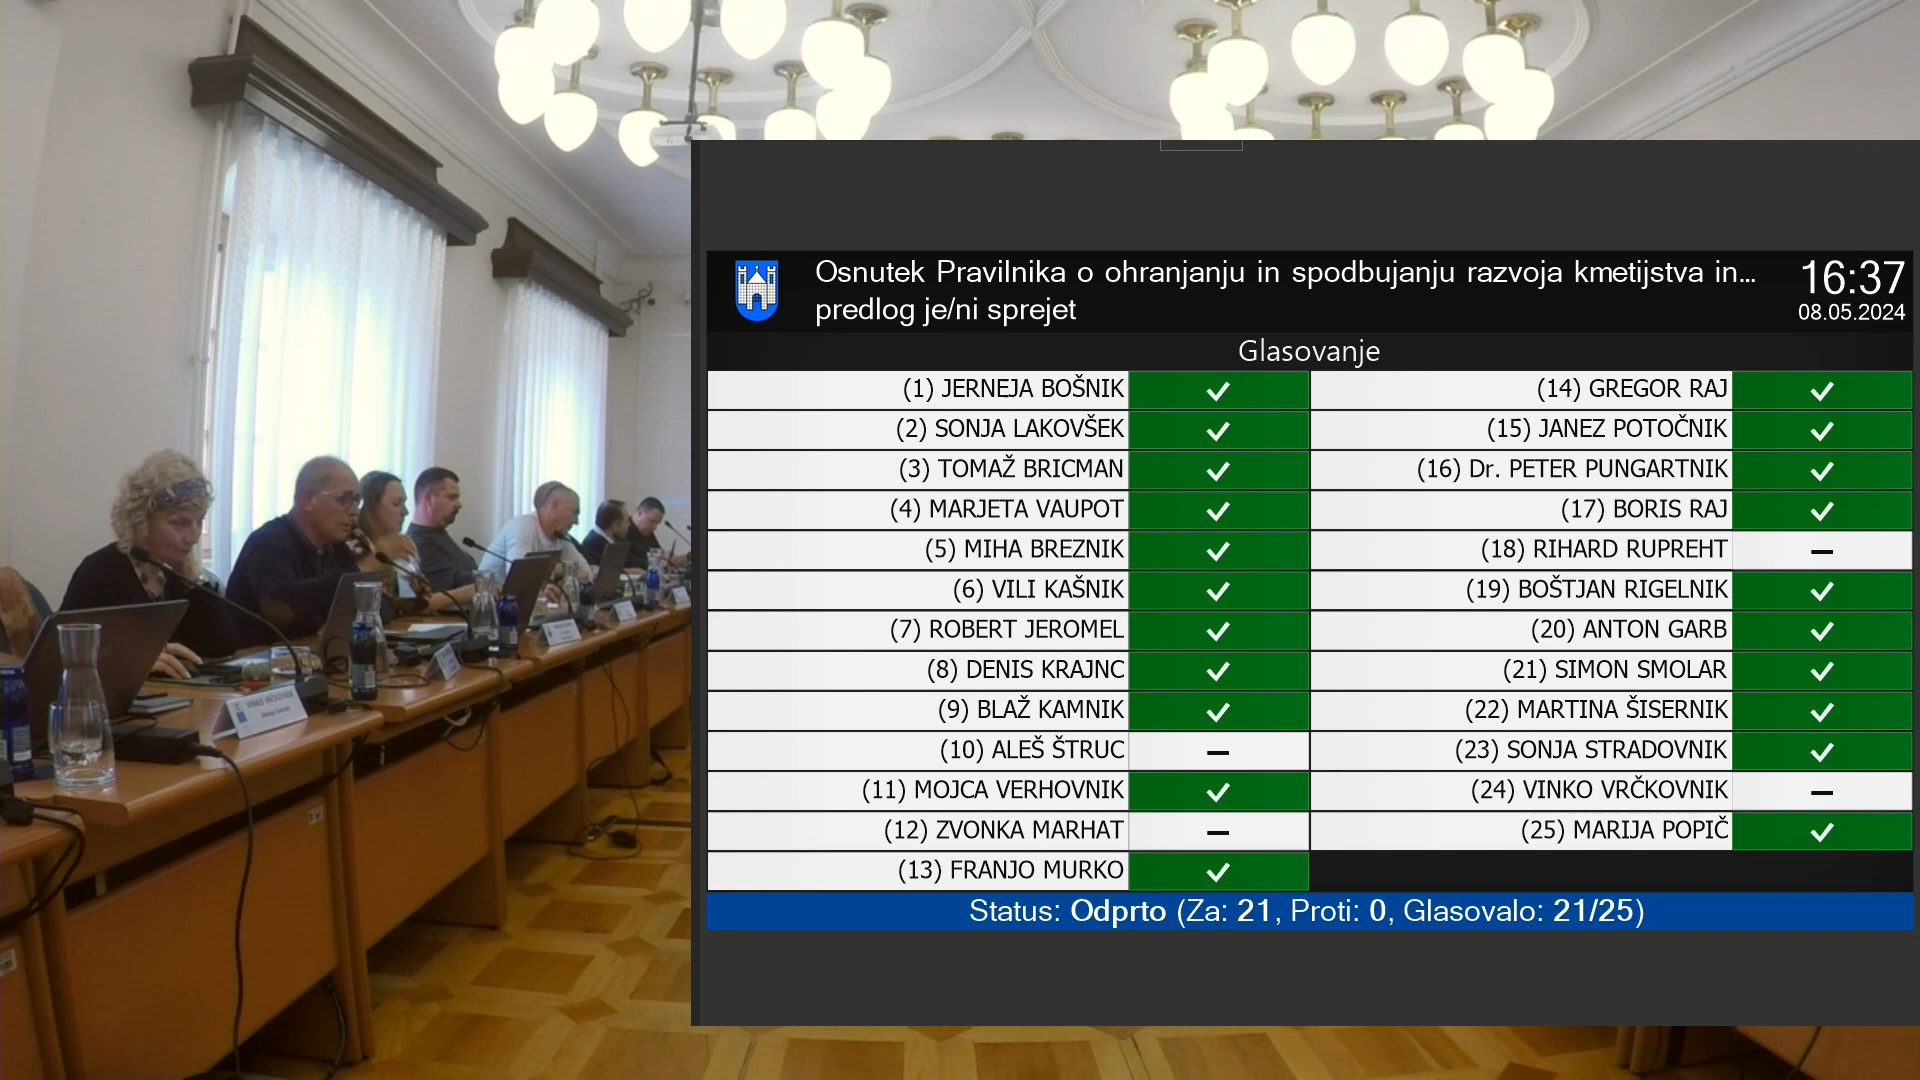 Osnutek Pravilnika o ohranjanju in spodbujanju razvoja kmetijstva in...
predlog je/ni sprejet
16:37
08.05.2024
Glasovanje
(1) JERNEJA BOŠNIK
(2) SONJA LAKOVŠEK
(3) TOMAŽ BRICMAN
(4) MARJETA VAUPOT
(5) MIHA BREZNIK
(6) VILI KAŠNIK
(7) ROBERT JEROMEL
(8) DENIS KRAJNC
(9) BLAŽ KAMNIK
(10) ALEŠ ŠTRUC –
(11) MOJCA VERHOVNIK
(12) ZVONKA MARHAT –
(13) FRANJO MURKO
(14) GREGOR RAJ
(15) JANEZ POTOČNIK
(16) Dr. PETER PUNGARTNIK
(17) BORIS RAJ
(18) RIHARD RUPREHT –
(19) BOŠTJAN RIGELNIK
(20) ANTON GARB
(21) SIMON SMOLAR
(22) MARTINA ŠISERNIK
(23) SONJA STRADOVNIK
(24) VINKO VRČKOVNIK –
(25) MARIJA POPIČ
Status: Odprto (Za: 21, Proti: 0, Glasovalo: 21/25)
VINKO VRČKOVNIK